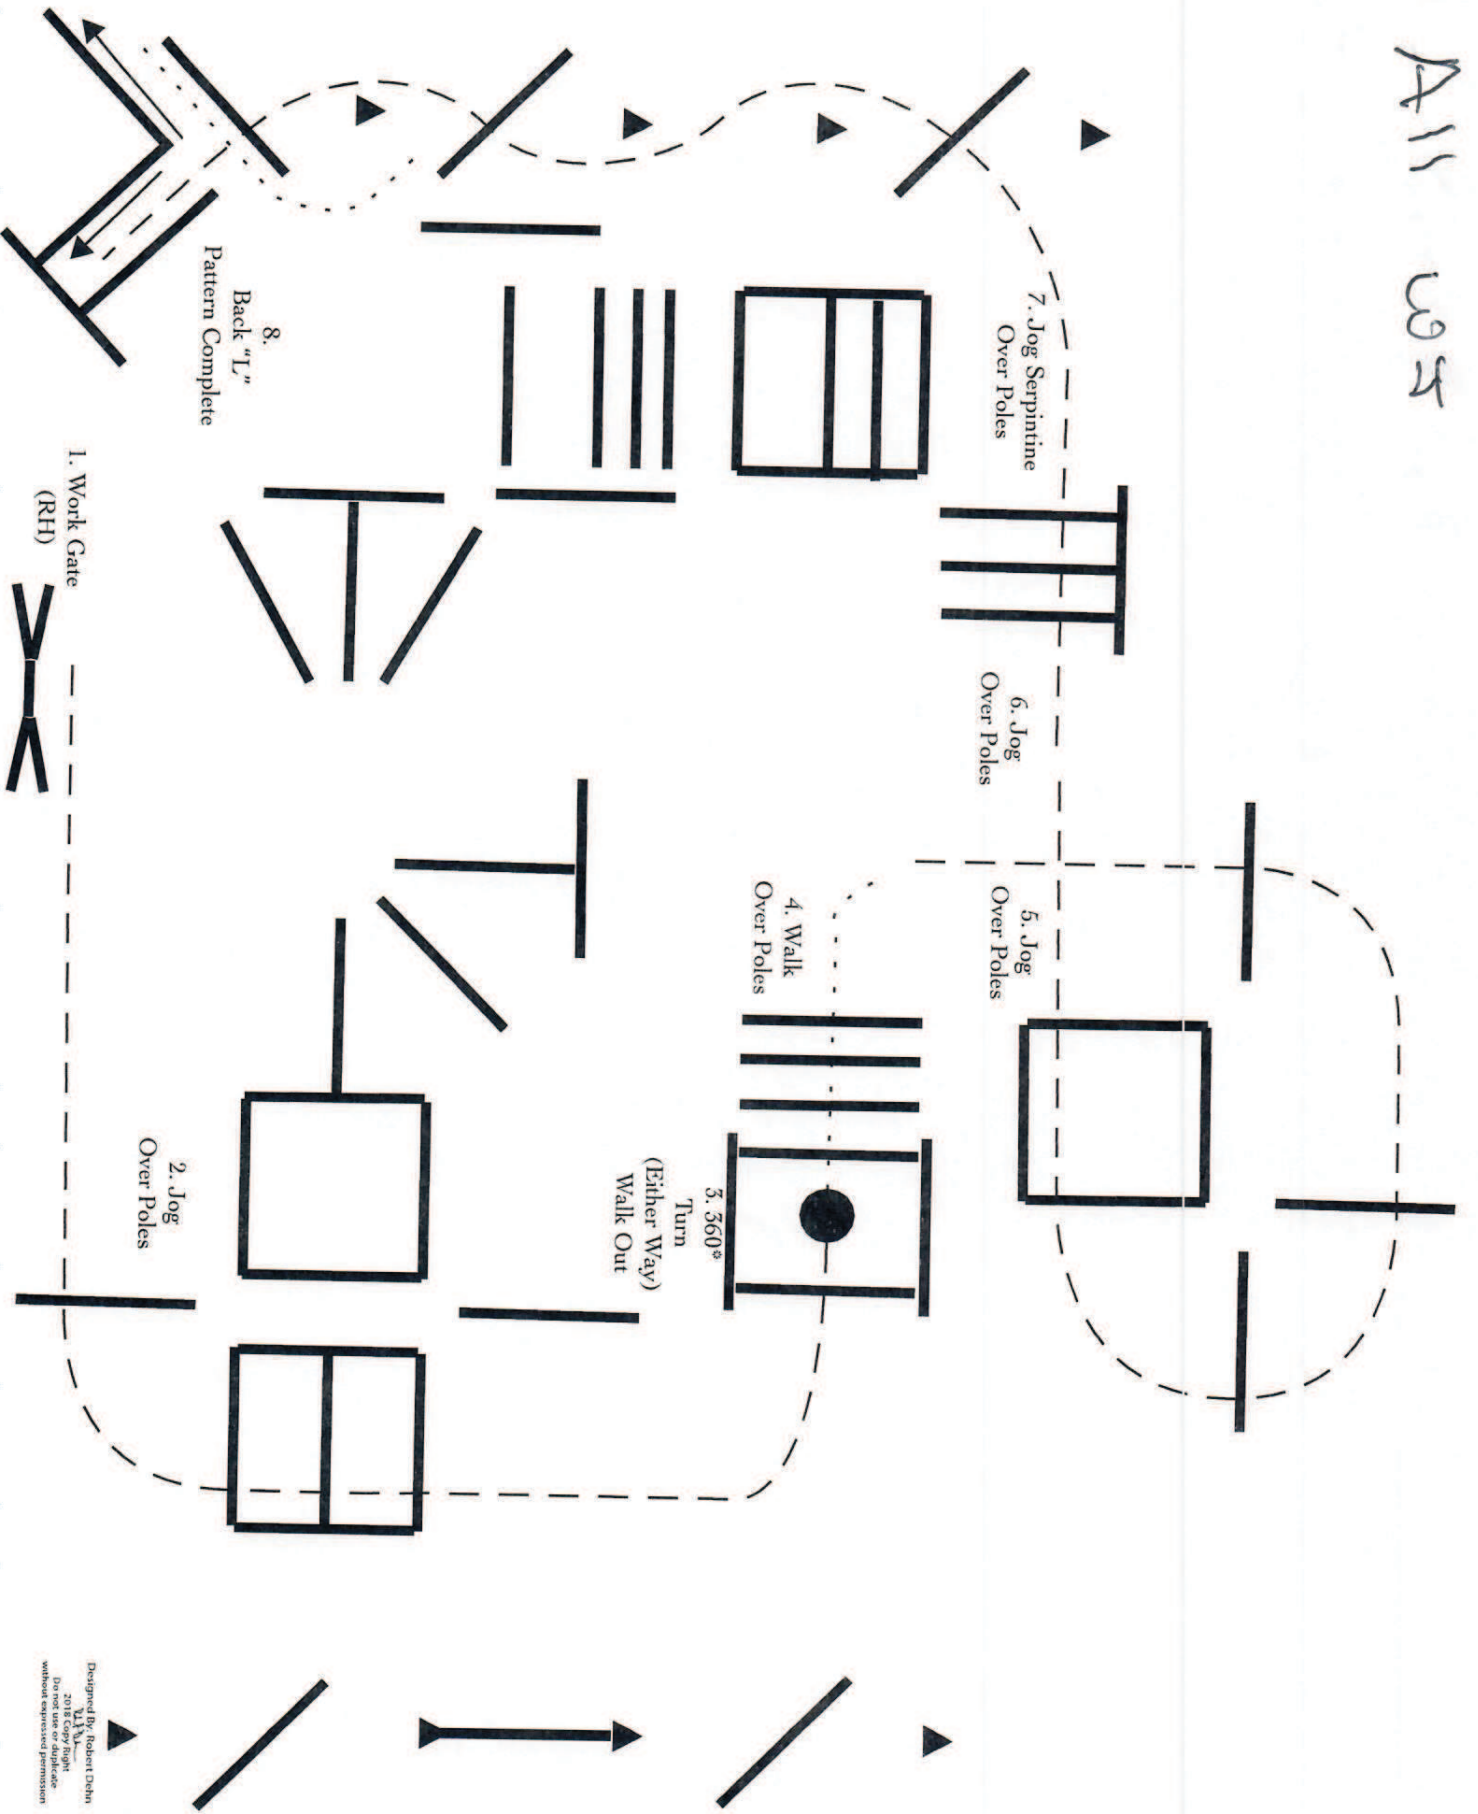 All WJ
1. Work Gate
(RH)
2. Jog
Over Poles
3. 360°
Turn
(Either Way)
Walk Out
4. Walk
Over Poles
5. Jog
Over Poles
6. Jog
Over Poles
7. Jog Serpintine
Over Poles
8.
Back "L"
Pattern Complete
Designed By: Robert Dehn
2018 Copy Right
Do not use or duplicate
without expressed permission